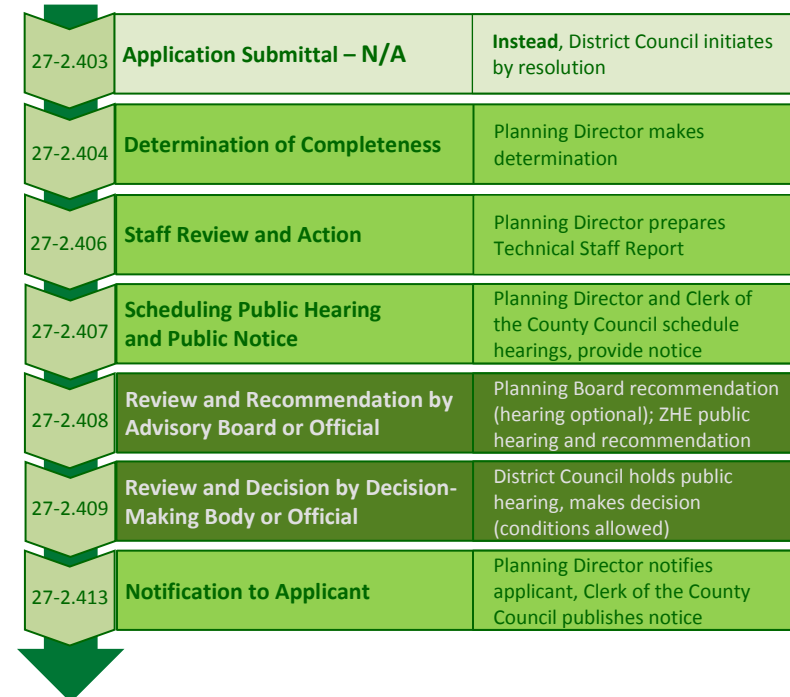 27-2.403
Application Submittal – N/A
Instead, District Council initiates
by resolution
27-2.404
Determination of Completeness
Planning Director makes
determination
27-2.406
Staff Review and Action
Planning Director prepares
Technical Staff Report
27-2.407
Scheduling Public Hearing
and Public Notice
Planning Director and Clerk of
the County Council schedule
hearings, provide notice
27-2.408
Review and Recommendation by
Advisory Board or Official
Planning Board recommendation
(hearing optional); ZHE public
hearing and recommendation
27-2.409
Review and Decision by Decision-
Making Body or Official
District Council holds public
hearing, makes decision
(conditions allowed)
27-2.413
Notification to Applicant
Planning Director notifies
applicant, Clerk of the County
Council publishes notice